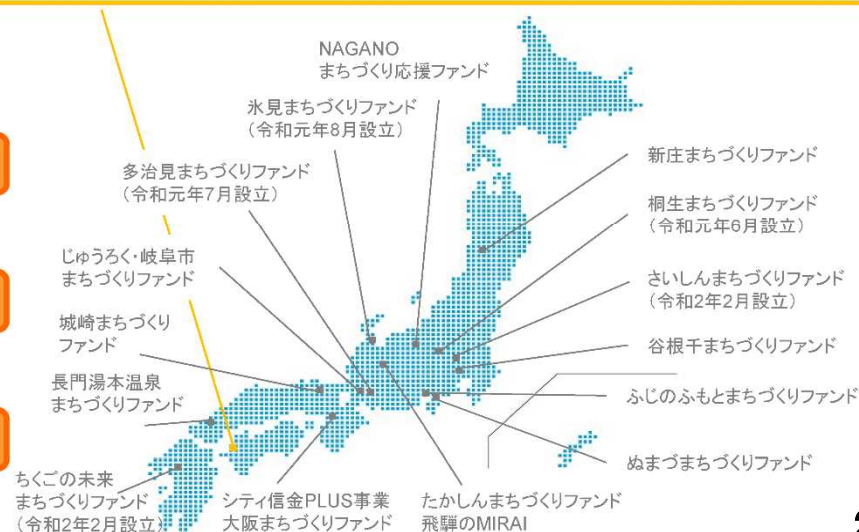 NAGANO
まちづくり応援ファンド
氷見まちづくりファンド
(令和元年8月設立)
多治見まちづくりファンド
(令和元年7月設立)
じゅうろく・岐阜市
まちづくりファンド
城崎まちづくり
ファンド
長門湯本温泉
まちづくりファンド
ちくごの未来
まちづくりファンド
(令和2年2月設立)
シティ信金PLUS事業
大阪まちづくりファンド
たかしんまちづくりファンド
飛騨のMIRAI
新庄まちづくりファンド
桐生まちづくりファンド
(令和元年6月設立)
さいしんまちづくりファンド
(令和2年2月設立)
谷根千まちづくりファンド
ふじのふもとまちづくりファンド
ぬまづまちづくりファンド